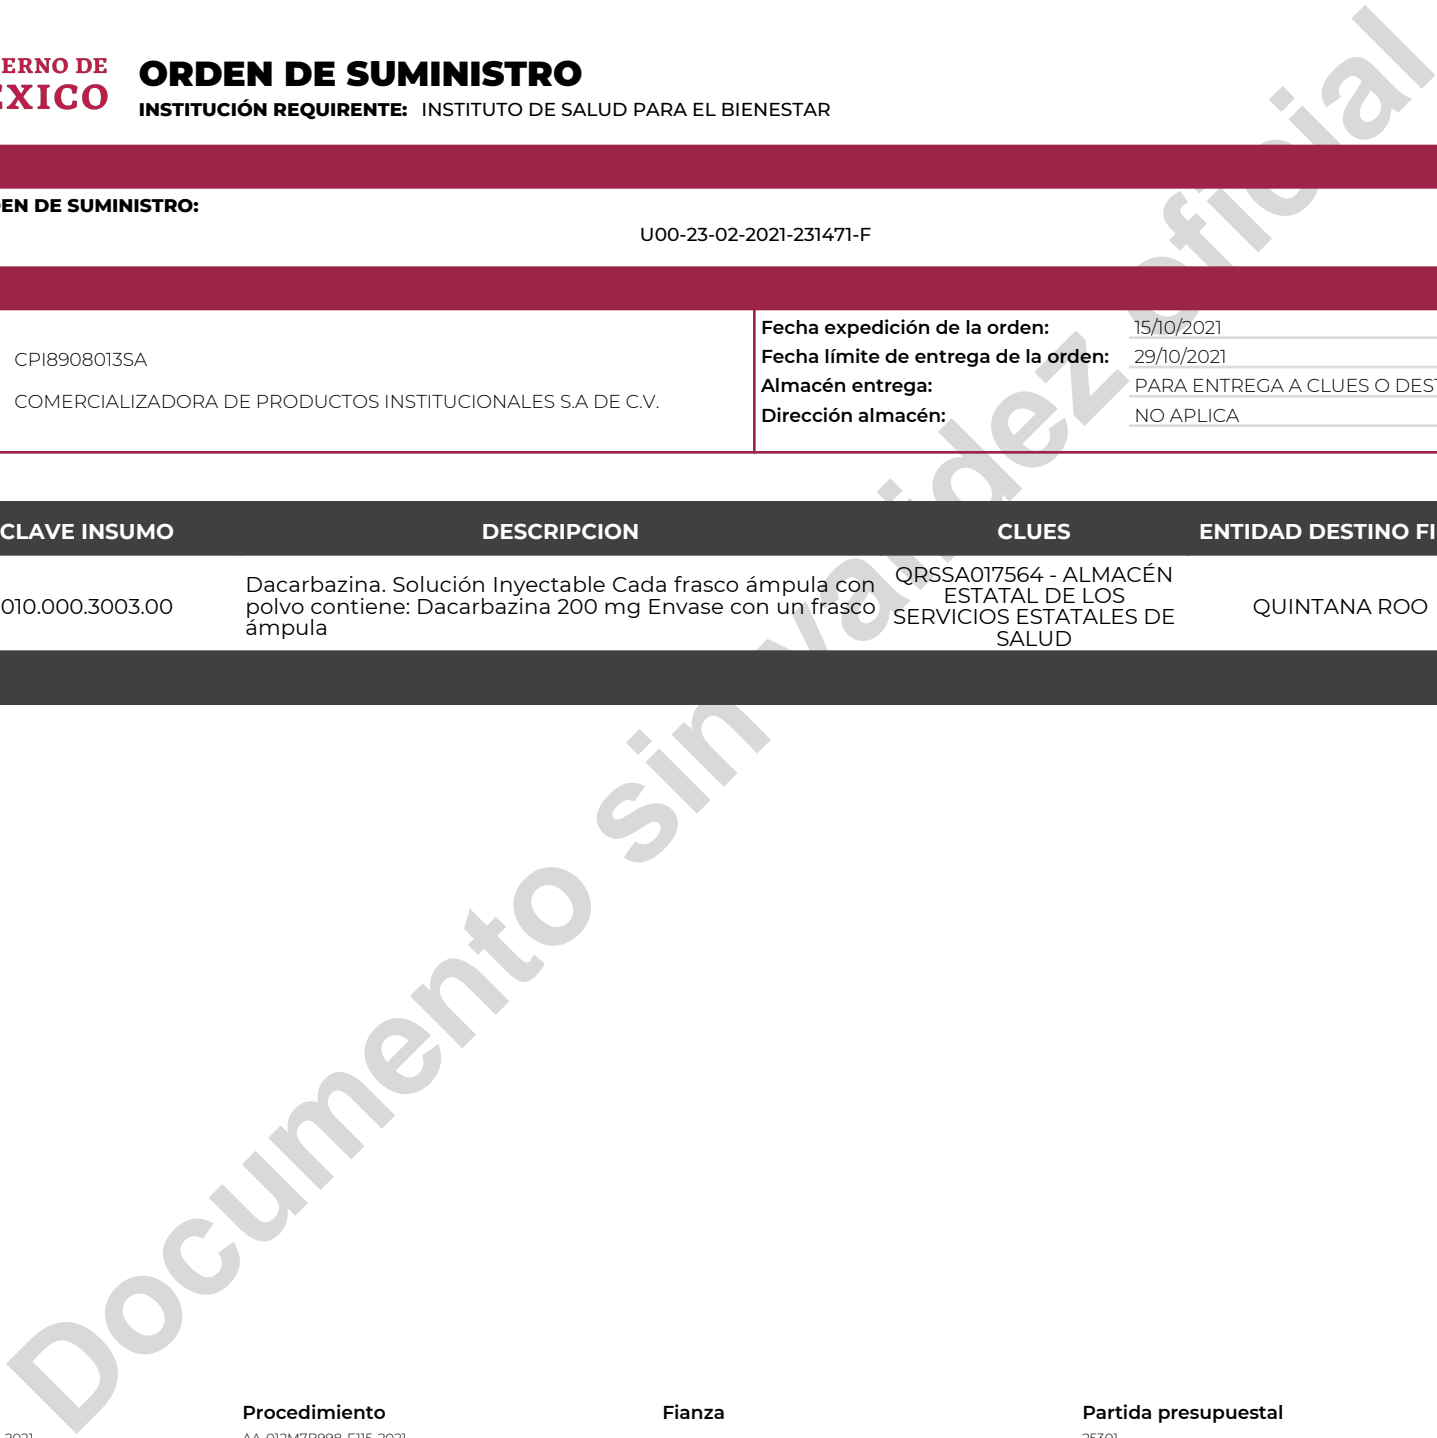 ERNO DE
EXICO
ORDEN DE SUMINISTRO
INSTITUCIÓN REQUIRENTE: INSTITUTO DE SALUD PARA EL BIENESTAR
EN DE SUMINISTRO:
U00-23-02-2021-231471-F
CPI8908013SA
COMERCIALIZADORA DE PRODUCTOS INSTITUCIONALES S.A DE C.V.
Fecha expedición de la orden: 15/10/2021
Fecha límite de entrega de la orden: 29/10/2021
Almacén entrega: PARA ENTREGA A CLUES O DEST
Dirección almacén: NO APLICA
CLAVE INSUMO DESCRIPCION CLUES ENTIDAD DESTINO FI
010.000.3003.00
Dacarbazina. Solución Inyectable Cada frasco ámpula con
polvo contiene: Dacarbazina 200 mg Envase con un frasco
ámpula
QRSSA017564 - ALMACÉN
ESTATAL DE LOS
SERVICIOS ESTATALES DE
SALUD
QUINTANA ROO
Documento sin validez oficial
Procedimiento Fianza Partida presupuestal